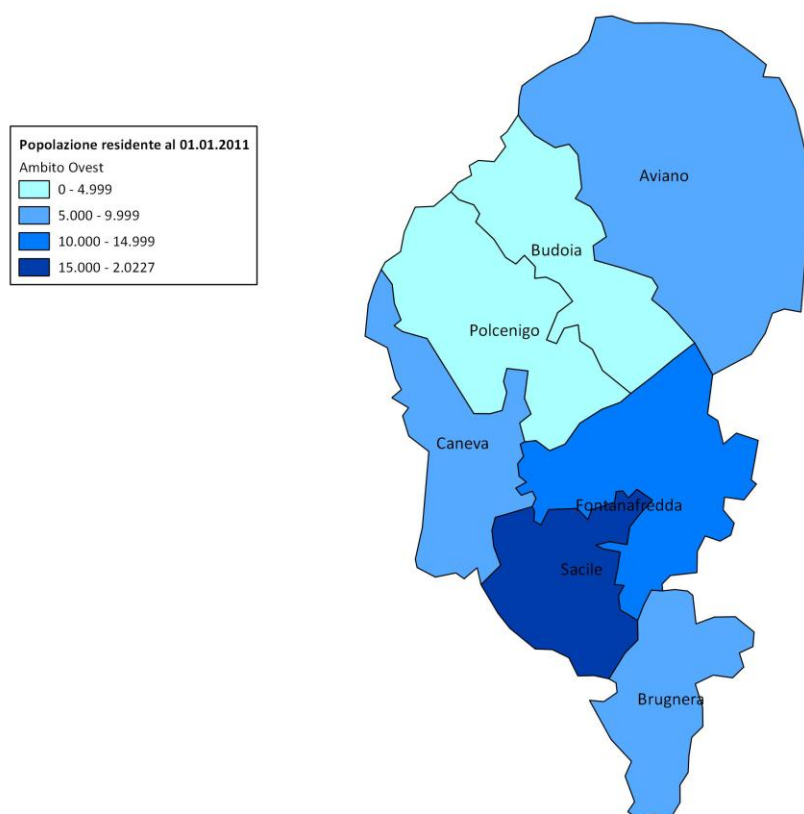 Popolazione residente al 01.01.2011
Ambito Ovest
0 - 4.999
5.000 - 9.999
10.000 - 14.999
15.000 - 2.0227
Aviano
Budoia
Polcenigo
Caneva
Fontanafredda
Sacile
Brugnera